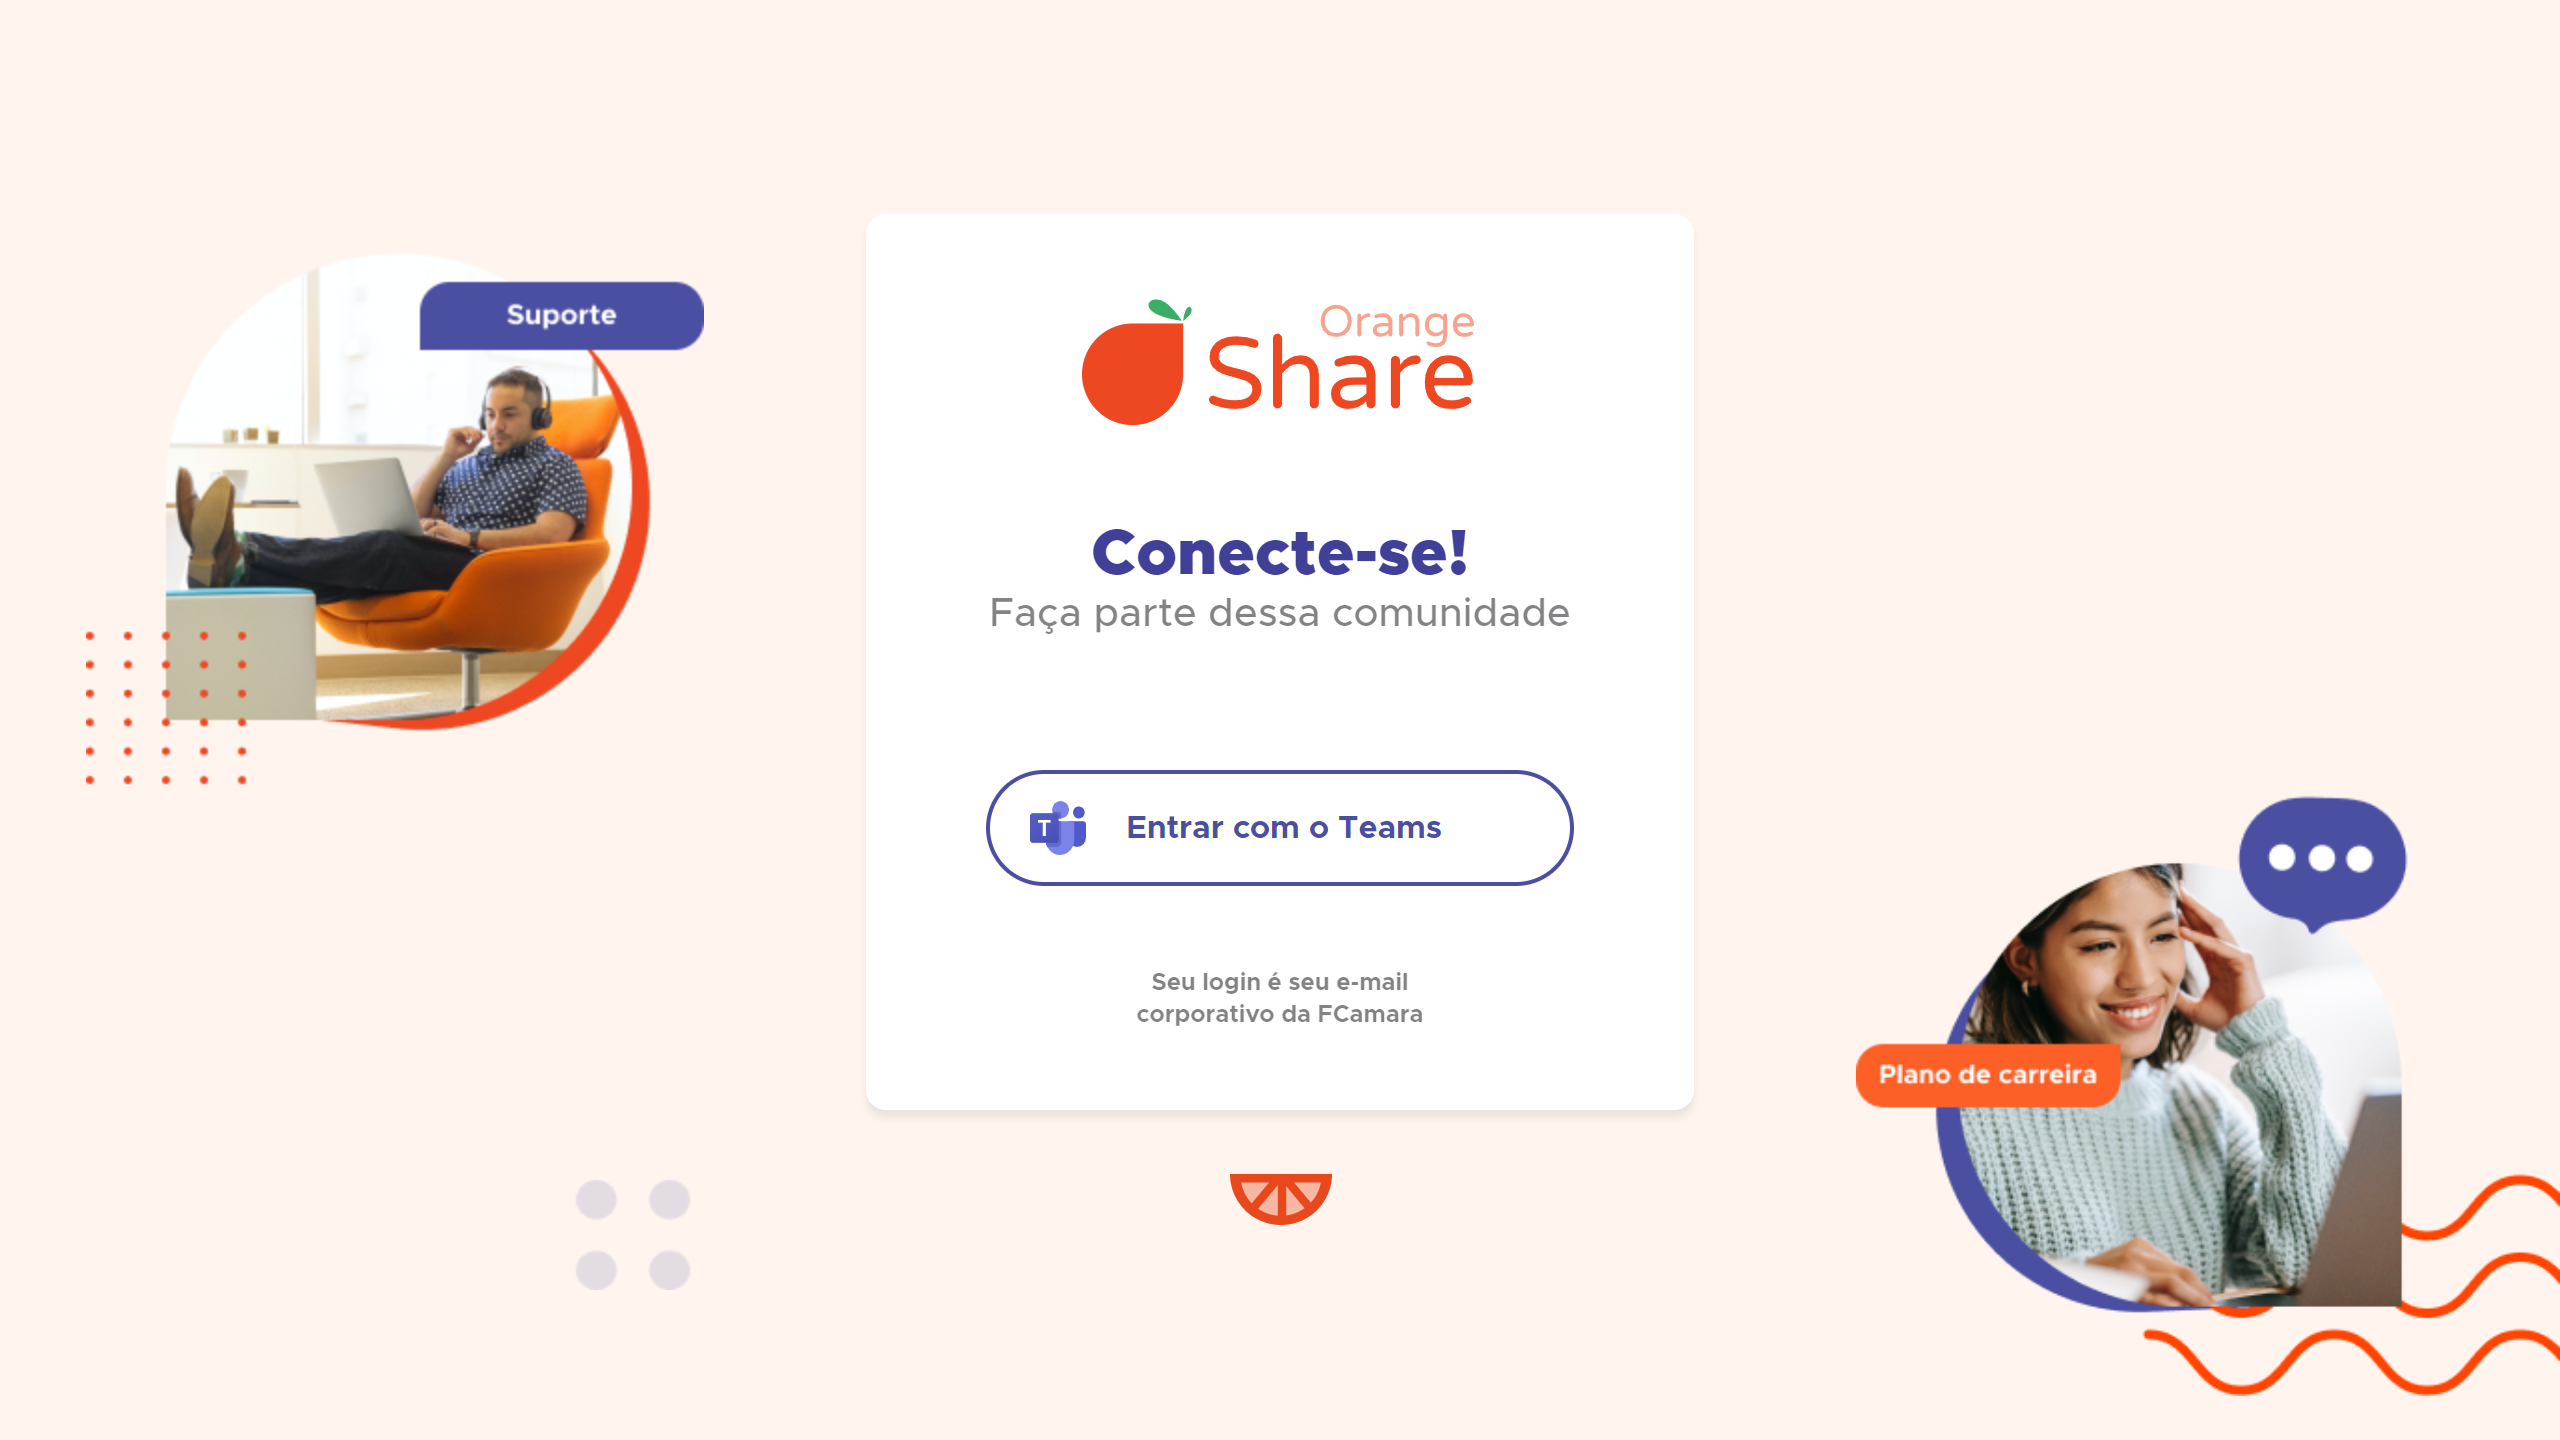 Suporte
Orange
Share
Conecte-se!
Faça parte dessa comunidade
T
Entrar com o Teams
Seu login é seu e-mail
corporativo da FCamara
Plano de carreira